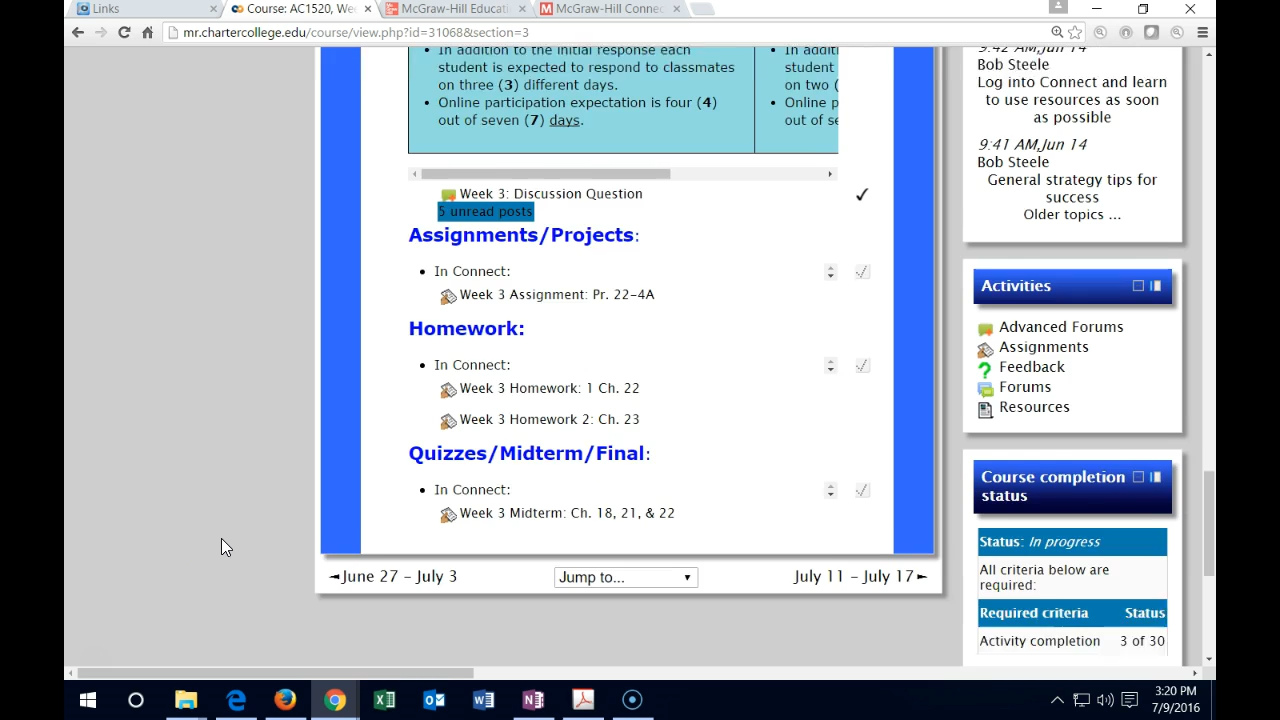 Links
Course: AC1520, We
McGraw-Hill Educati
McGraw-Hill Connec
mr.chartercollege.edu/course/view.php?id=31068&section=3
In addition to the initial response each
student is expected to respond to classmates
on three (3) different days.
Online participation expectation is four (4)
out of seven (7) days.
In additi
student
on two (
Online p
out of se
Week 3: Discussion Question
5 unread posts
Assignments/Projects:
In Connect:
Week 3 Assignment: Pr. 22-4A
Homework:
In Connect:
Week 3 Homework: 1 Ch. 22
Week 3 Homework 2: Ch. 23
Quizzes/Midterm/Final:
In Connect:
Week 3 Midterm: Ch. 18, 21, & 22
◄June 27 - July 3
Jump to...
July 11 - July 17►
9:42 AM,Jun 14
Bob Steele
Log into Connect and learn
to use resources as soon
as possible
9:41 AM,Jun 14
Bob Steele
General strategy tips for
success
Older topics ...
Activities
Advanced Forums
Assignments
Feedback
Forums
Resources
Course completion
status
Status: In progress
All criteria below are
required:
Required criteria Status
Activity completion 3 of 30
3:20 PM
7/9/2016